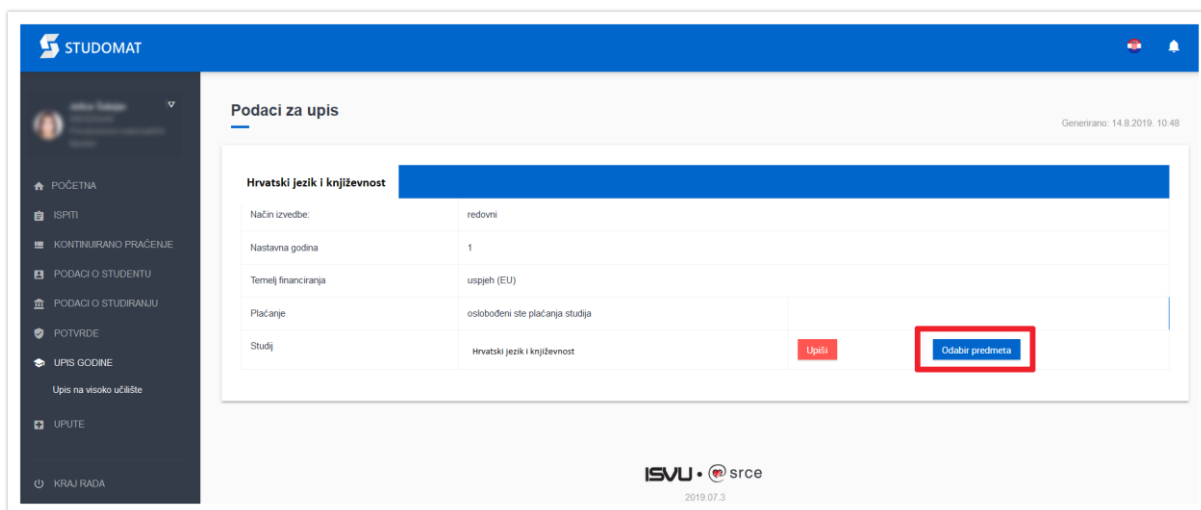 STUDOMAT
POČETNA
ISPITI
KONTINUIRANO PRAĆENJE
PODACI O STUDENTU
PODACI O STUDIRANJU
POTVRDE
UPIS GODINE
Upis na visoko učilište
UPUTE
KRAJ RADA
Podaci za upis
Generirano: 14.8.2019. 10:48
Hrvatski jezik i književnost
Način izvedbe: redovni
Nastavna godina 1
Temelj financiranja uspjeh (EU)
Plaćanje oslobođeni ste plaćanja studija
Studij Hrvatski jezik i književnost Upiši Odabir predmeta
ISVU • srce
2019.07.3